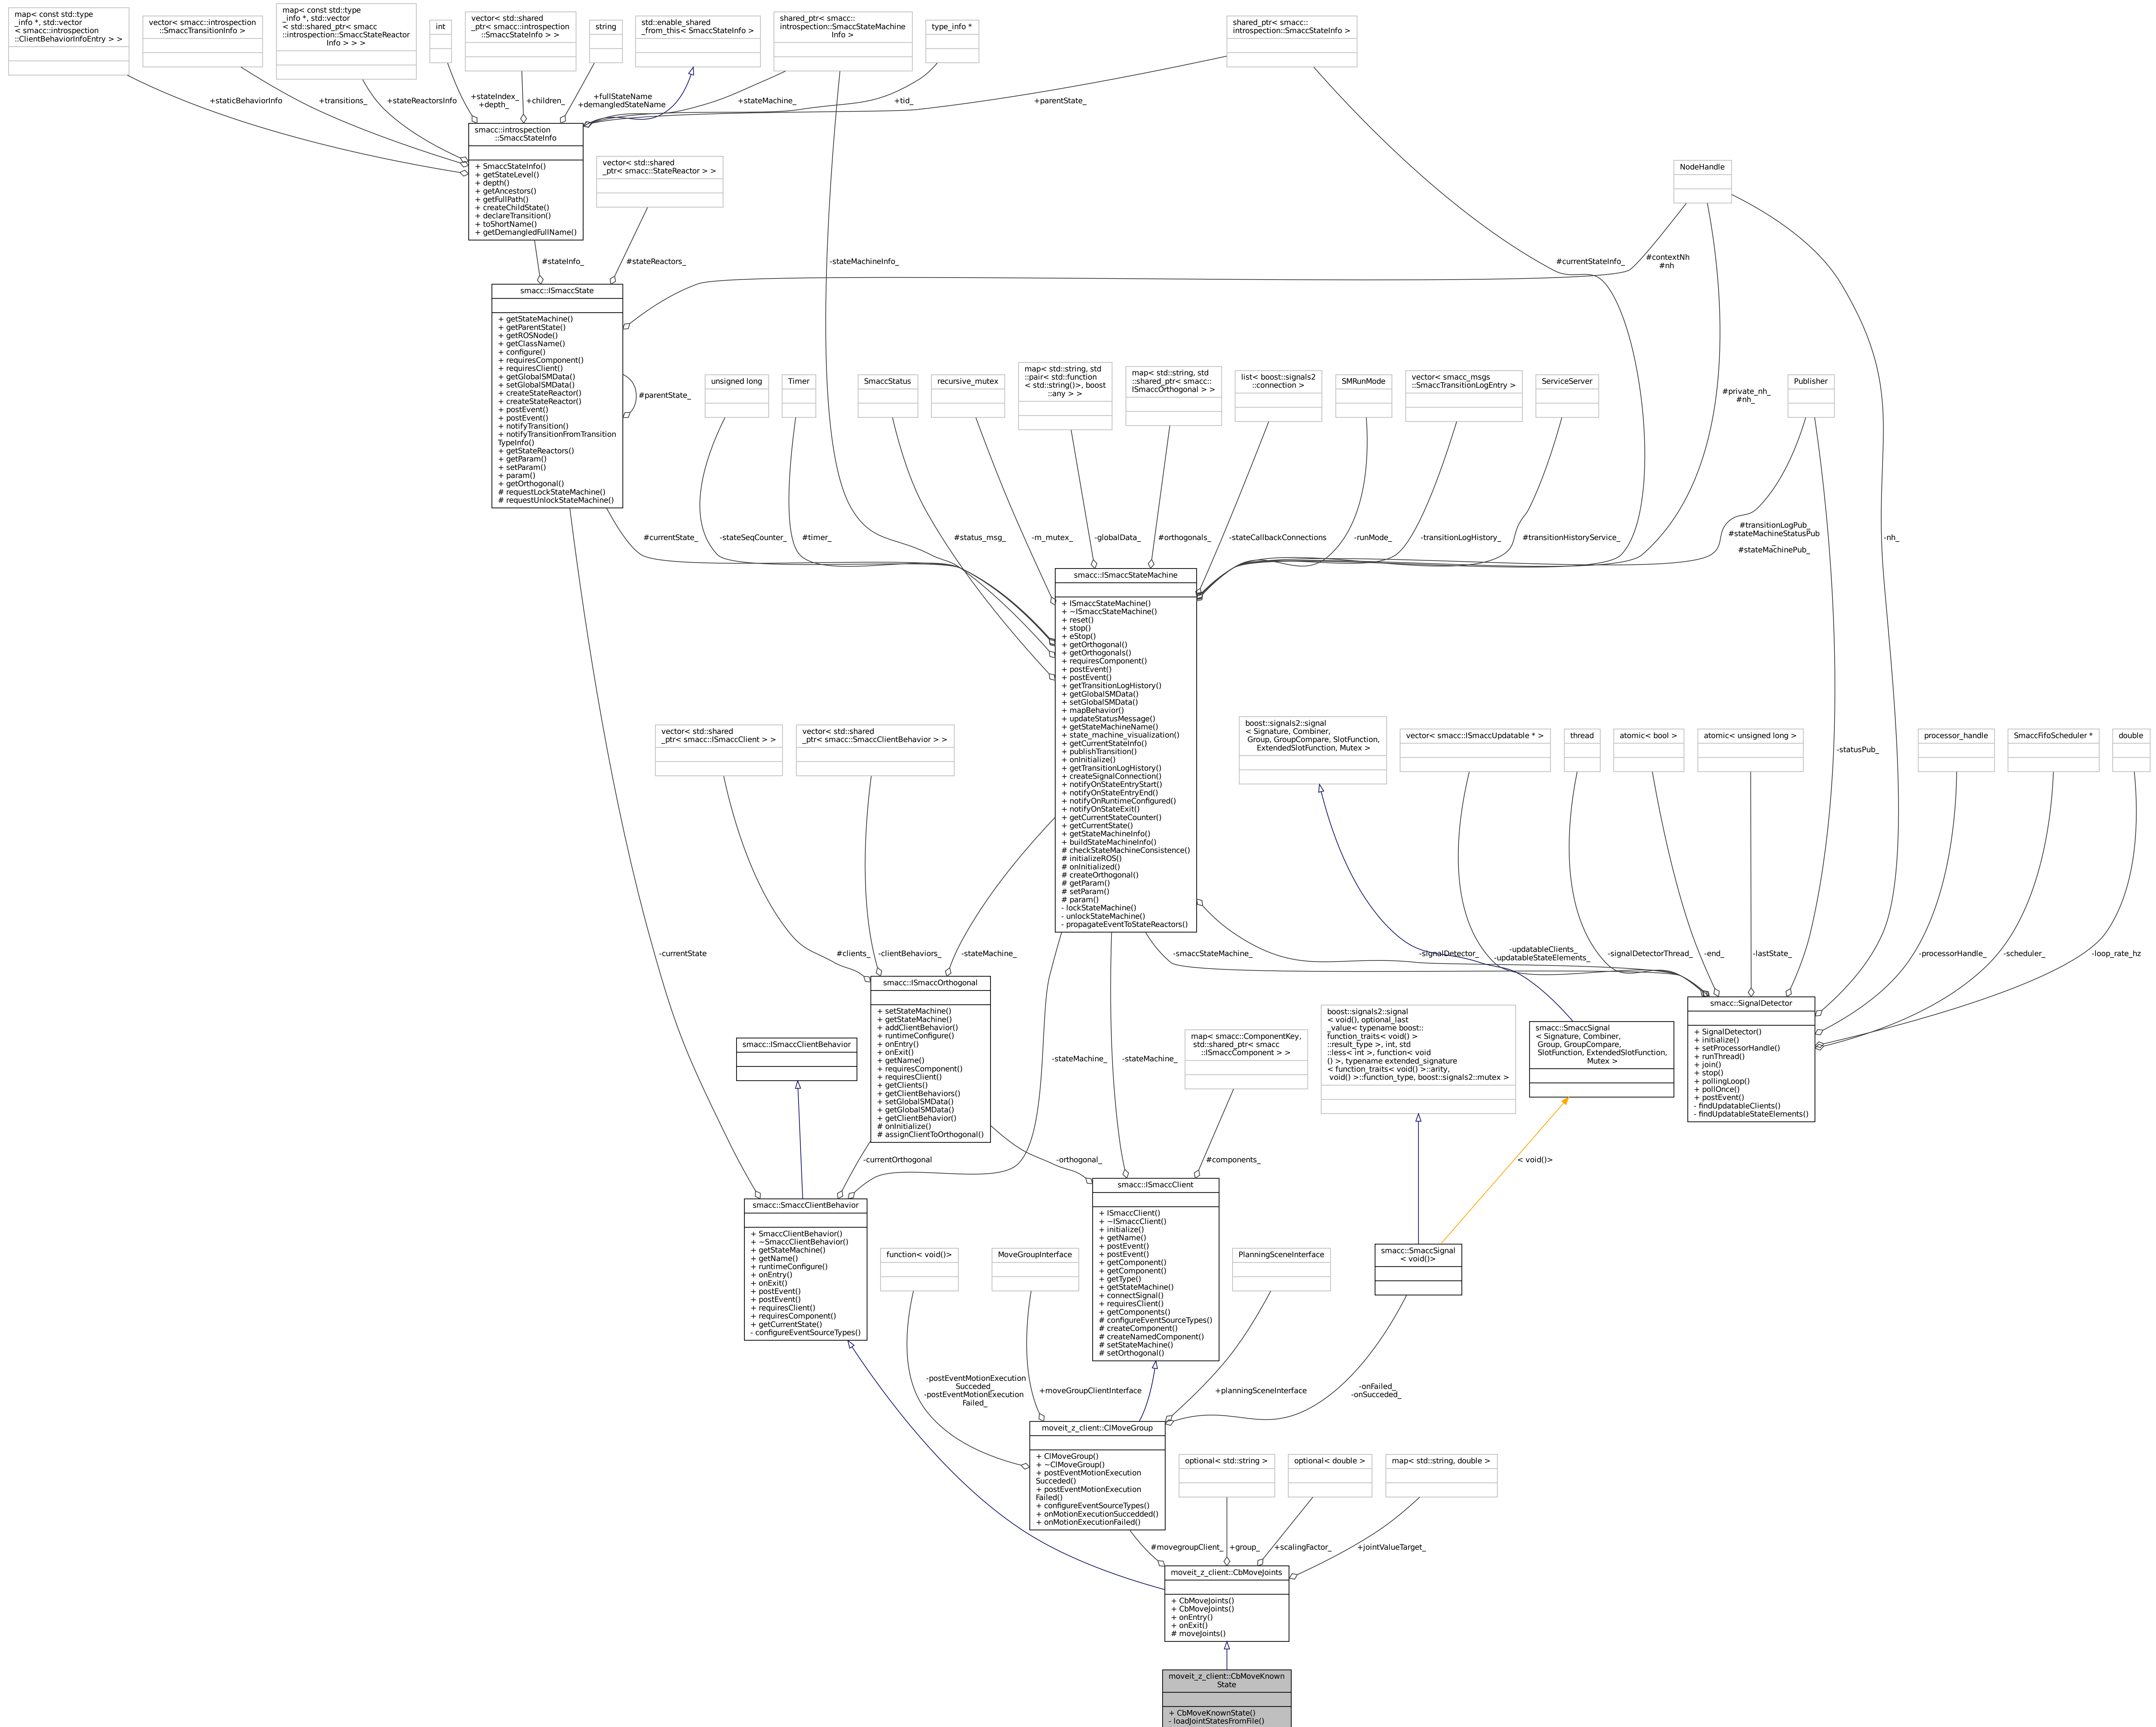 map< const std::type
_info *, std::vector
< smacc::introspection
::ClientBehaviorInfoEntry > >
vector< smacc::introspection
::SmaccTransitionInfo >
map< const std::type
_info *, std::vector
< std::shared_ptr< smacc
::introspection::SmaccStateReactor
Info > > >
int
vector< std::shared
_ptr< smacc::introspection
::SmaccStateInfo > >
string
std::enable_shared
_from_this< SmaccStateInfo >
shared_ptr< smacc::
introspection::SmaccStateMachine
Info >
type_info *
shared_ptr< smacc::
introspection::SmaccStateInfo >
+staticBehaviorInfo
+transitions_
+stateReactorsInfo
+stateIndex_
+depth_
+children_
+fullStateName
+demangledStateName
+stateMachine_
+tid_
+parentState_
smacc::introspection
::SmaccStateInfo
+ SmaccStateInfo()
+ getStateLevel()
+ depth()
+ getAncestors()
+ getFullPath()
+ createChildState()
+ declareTransition()
+ toShortName()
+ getDemangledFullName()
vector< std::shared
_ptr< smacc::StateReactor > >
NodeHandle
#stateInfo_
#stateReactors_
-stateMachineInfo_
#currentStateInfo_
#contextNh
#nh
smacc::ISmaccState
+ getStateMachine()
+ getParentState()
+ getROSNode()
+ getClassName()
+ configure()
+ requiresComponent()
+ requiresClient()
+ getGlobalSMData()
+ setGlobalSMData()
+ createStateReactor()
+ createStateReactor()
+ postEvent()
+ postEvent()
+ notifyTransition()
+ notifyTransitionFromTransition
TypeInfo()
+ getStateReactors()
+ getParam()
+ setParam()
+ param()
+ getOrthogonal()
# requestLockStateMachine()
# requestUnlockStateMachine()
#parentState_
unsigned long
Timer
SmaccStatus
recursive_mutex
map< std::string, std
::pair< std::function
< std::string()>, boost
::any > >
map< std::string, std
::shared_ptr< smacc::
ISmaccOrthogonal > >
list< boost::signals2
::connection >
SMRunMode
vector< smacc_msgs
::SmaccTransitionLogEntry >
ServiceServer
#private_nh_
#nh_
Publisher
#currentState_
-stateSeqCounter_
#timer_
#status_msg_
-m_mutex_
-globalData_
#orthogonals_
-stateCallbackConnections
-runMode_
-transitionLogHistory_
#transitionHistoryService_
#transitionLogPub_
#stateMachineStatusPub
_
#stateMachinePub_
-nh_
smacc::ISmaccStateMachine
+ ISmaccStateMachine()
+ ~ISmaccStateMachine()
+ reset()
+ stop()
+ eStop()
+ getOrthogonal()
+ getOrthogonals()
+ requiresComponent()
+ postEvent()
+ postEvent()
+ getTransitionLogHistory()
+ getGlobalSMData()
+ setGlobalSMData()
+ mapBehavior()
+ updateStatusMessage()
+ getStateMachineName()
+ state_machine_visualization()
+ getCurrentStateInfo()
+ publishTransition()
+ onInitialize()
+ getTransitionLogHistory()
+ createSignalConnection()
+ notifyOnStateEntryStart()
+ notifyOnStateEntryEnd()
+ notifyOnRuntimeConfigured()
+ notifyOnStateExit()
+ getCurrentStateCounter()
+ getCurrentState()
+ getStateMachineInfo()
+ buildStateMachineInfo()
# checkStateMachineConsistence()
# initializeROS()
# onInitialized()
# createOrthogonal()
# getParam()
# setParam()
# param()
- lockStateMachine()
- unlockStateMachine()
- propagateEventToStateReactors()
vector< std::shared
_ptr< smacc::ISmaccClient > >
vector< std::shared
_ptr< smacc::SmaccClientBehavior > >
boost::signals2::signal
< Signature, Combiner,
Group, GroupCompare, SlotFunction,
ExtendedSlotFunction, Mutex >
vector< smacc::ISmaccUpdatable * >
thread
atomic< bool >
atomic< unsigned long >
-statusPub_
processor_handle
SmaccFifoScheduler *
double
-currentState
#clients_
-clientBehaviors_
-stateMachine_
-smaccStateMachine_
-signalDetector_
-updatableClients_
-updatableStateElements_
-signalDetectorThread_
-end_
-lastState_
-processorHandle_
-scheduler_
-loop_rate_hz
smacc::ISmaccOrthogonal
+ setStateMachine()
+ getStateMachine()
+ addClientBehavior()
+ runtimeConfigure()
+ onEntry()
+ onExit()
+ getName()
+ requiresComponent()
+ requiresClient()
+ getClients()
+ getClientBehaviors()
+ setGlobalSMData()
+ getGlobalSMData()
+ getClientBehavior()
# onInitialize()
# assignClientToOrthogonal()
smacc::SignalDetector
+ SignalDetector()
+ initialize()
+ setProcessorHandle()
+ runThread()
+ join()
+ stop()
+ pollingLoop()
+ pollOnce()
+ postEvent()
- findUpdatableClients()
- findUpdatableStateElements()
smacc::ISmaccClientBehavior
-stateMachine_
-stateMachine_
map< smacc::ComponentKey,
std::shared_ptr< smacc
::ISmaccComponent > >
boost::signals2::signal
< void(), optional_last
_value< typename boost::
function_traits< void() >
::result_type >, int, std
::less< int >, function< void
() >, typename extended_signature
< function_traits< void() >::arity,
void() >::function_type, boost::signals2::mutex >
smacc::SmaccSignal
< Signature, Combiner,
Group, GroupCompare,
SlotFunction, ExtendedSlotFunction,
Mutex >
-currentOrthogonal
-orthogonal_
#components_
< void()>
smacc::SmaccClientBehavior
+ SmaccClientBehavior()
+ ~SmaccClientBehavior()
+ getStateMachine()
+ getName()
+ runtimeConfigure()
+ onEntry()
+ onExit()
+ postEvent()
+ postEvent()
+ requiresClient()
+ requiresComponent()
+ getCurrentState()
- configureEventSourceTypes()
function< void()>
MoveGroupInterface
smacc::ISmaccClient
+ ISmaccClient()
+ ~ISmaccClient()
+ initialize()
+ getName()
+ postEvent()
+ postEvent()
+ getComponent()
+ getComponent()
+ getType()
+ getStateMachine()
+ connectSignal()
+ requiresClient()
+ getComponents()
# configureEventSourceTypes()
# createComponent()
# createNamedComponent()
# setStateMachine()
# setOrthogonal()
PlanningSceneInterface
smacc::SmaccSignal
< void()>
-postEventMotionExecution
Succeded_
-postEventMotionExecution
Failed_
+moveGroupClientInterface
+planningSceneInterface
-onFailed_
-onSucceded_
moveit_z_client::ClMoveGroup
+ ClMoveGroup()
+ ~ClMoveGroup()
+ postEventMotionExecution
Succeded()
+ postEventMotionExecution
Failed()
+ configureEventSourceTypes()
+ onMotionExecutionSuccedded()
+ onMotionExecutionFailed()
optional< std::string >
optional< double >
map< std::string, double >
#movegroupClient_
+group_
+scalingFactor_
+jointValueTarget_
moveit_z_client::CbMoveJoints
+ CbMoveJoints()
+ CbMoveJoints()
+ onEntry()
+ onExit()
# moveJoints()
moveit_z_client::CbMoveKnown
State
+ CbMoveKnownState()
- loadJointStatesFromFile()